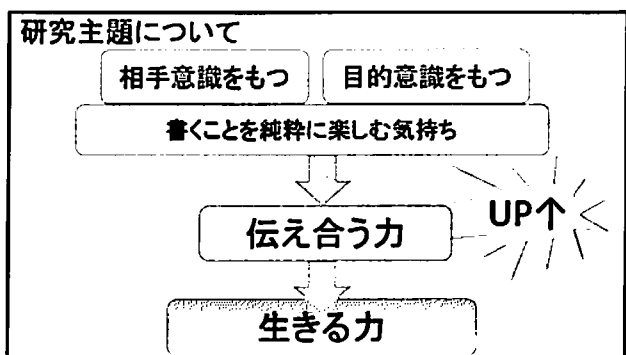 研究主題について
相手意識をもつ
目的意識をもつ
書くことを純粋に楽しむ気持ち
伝え合う力
UP↑
生きる力